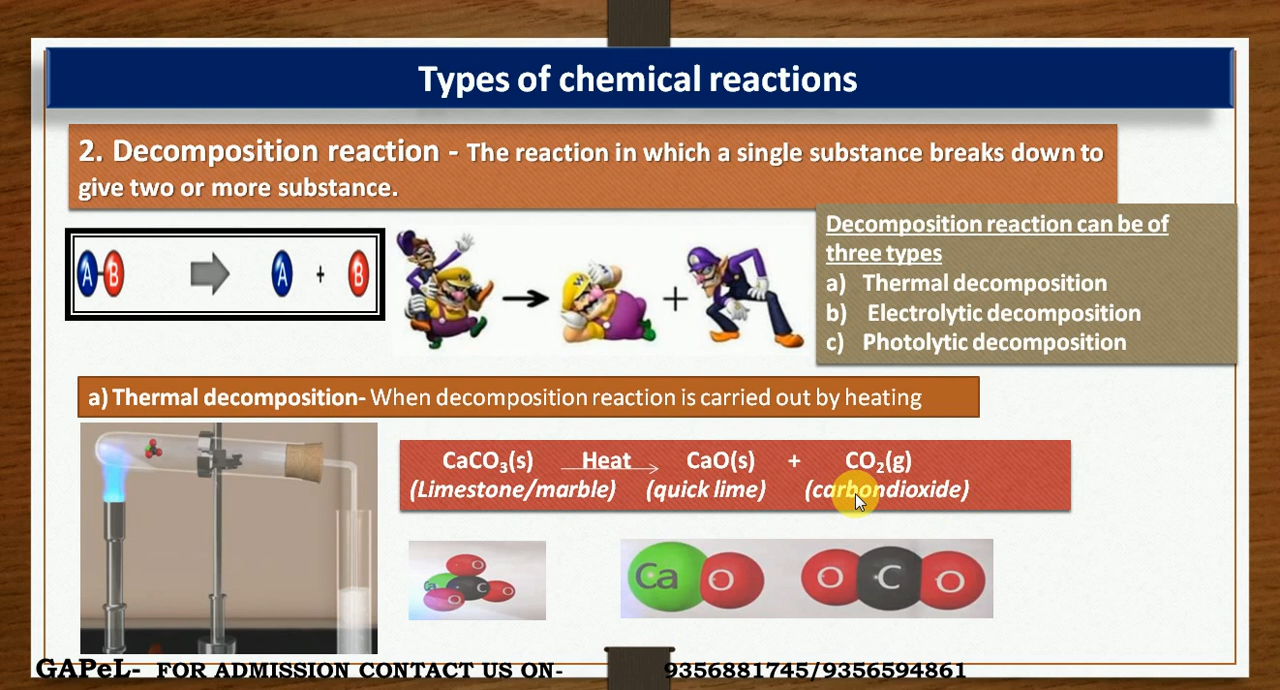 Types of chemical reactions
2. Decomposition reaction - The reaction in which a single substance breaks down to
give two or more substance.
A B A + B
+
Decomposition reaction can be of
three types
a) Thermal decomposition
b) Electrolytic decomposition
c) Photolytic decomposition
a) Thermal decomposition- When decomposition reaction is carried out by heating
CaCO₃(s) Heat CaO(s) + CO₂(g)
(Limestone/marble) (quick lime) (carbondioxide)
O
Ca C O
O
Ca O O C O
GAPeL- FOR ADMISSION CONTACT US ON- 9356881745/9356594861